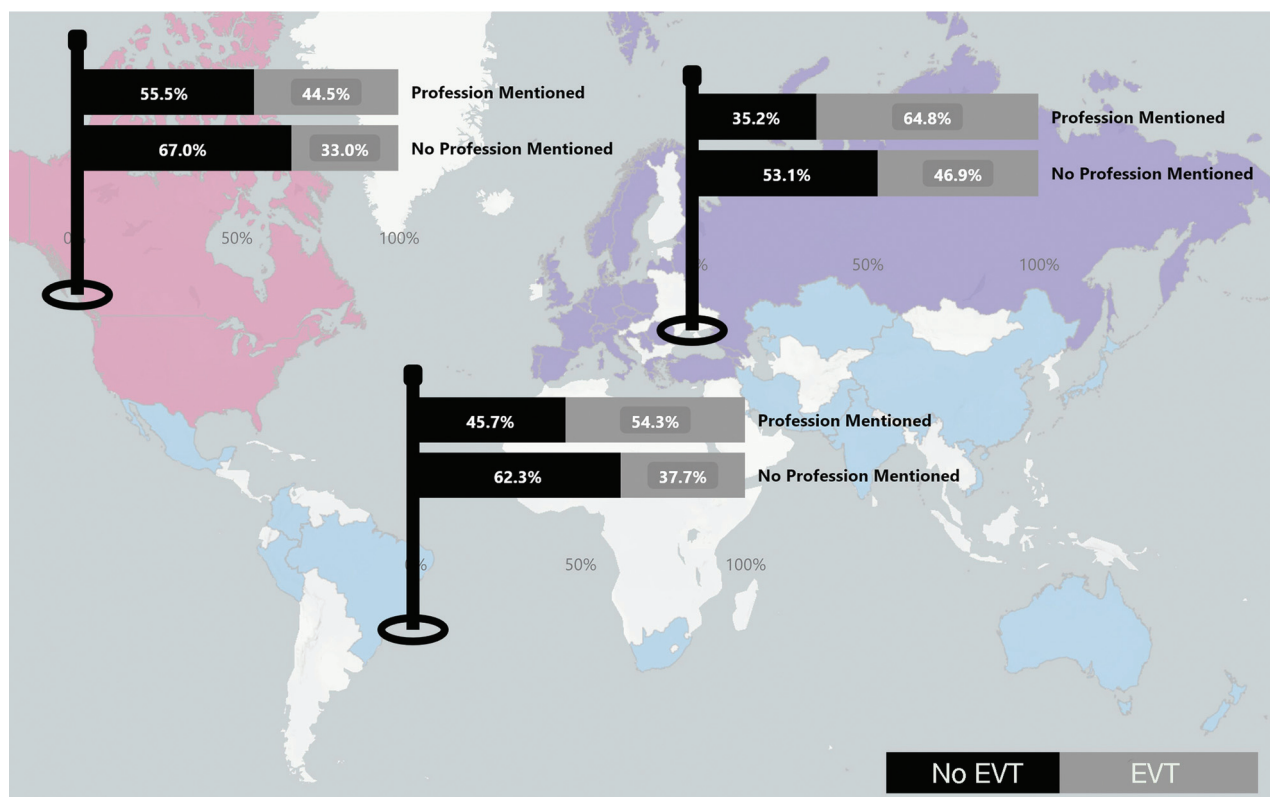 55.5% 44.5% Profession Mentioned
67.0% 33.0% No Profession Mentioned
0% 50% 100%
35.2% 64.8% Profession Mentioned
53.1% 46.9% No Profession Mentioned
% 50% 100%
45.7% 54.3% Profession Mentioned
62.3% 37.7% No Profession Mentioned
% 50% 100%
No EVT EVT